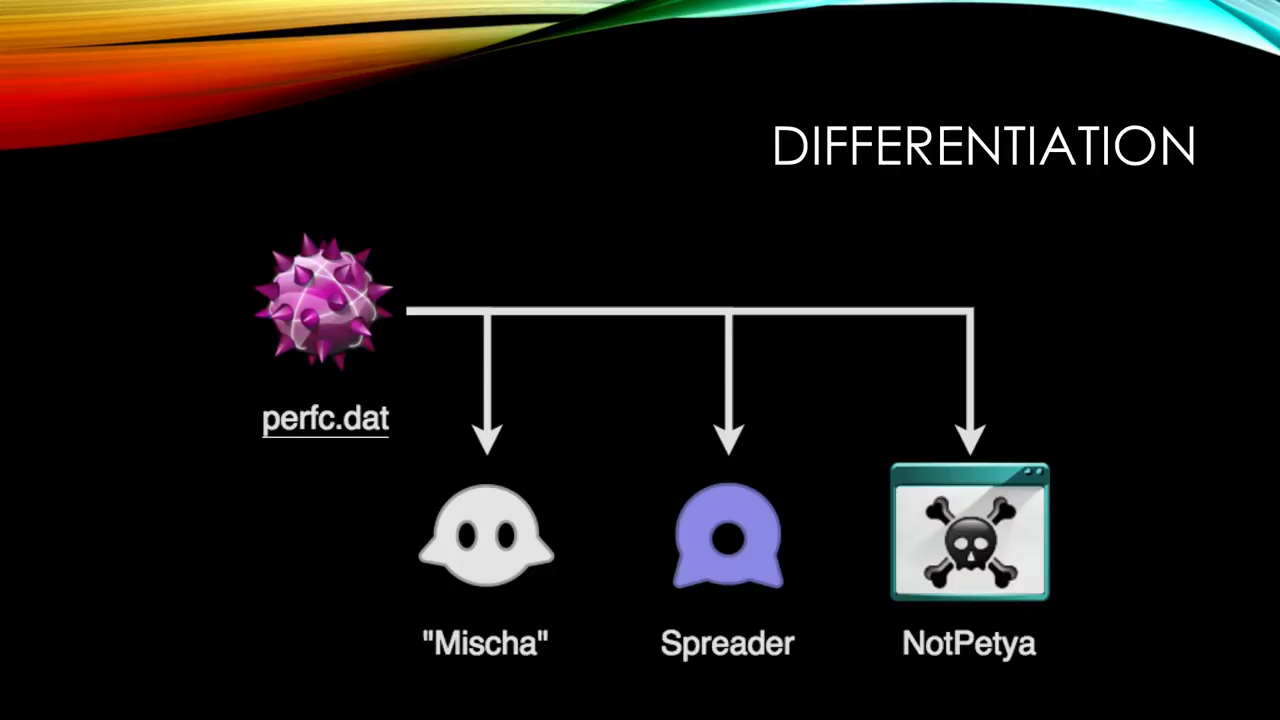 DIFFERENTIATION
perfc.dat
"Mischa"
Spreader
NotPetya